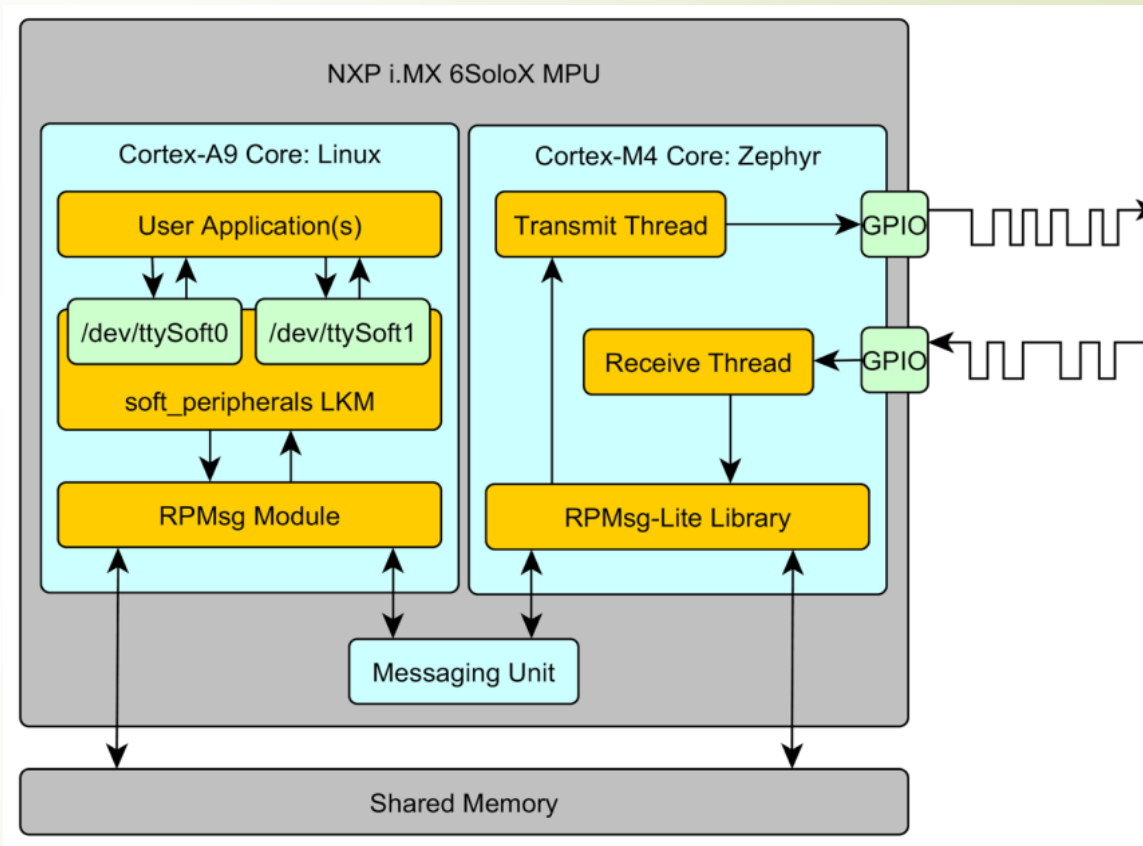 NXP i.MX 6SoloX MPU
Cortex-A9 Core: Linux
User Application(s)
/dev/ttySoft0
/dev/ttySoft1
soft_peripherals LKM
RPMsg Module
Cortex-M4 Core: Zephyr
Transmit Thread
GPIO
Receive Thread
GPIO
RPMsg-Lite Library
Messaging Unit
Shared Memory